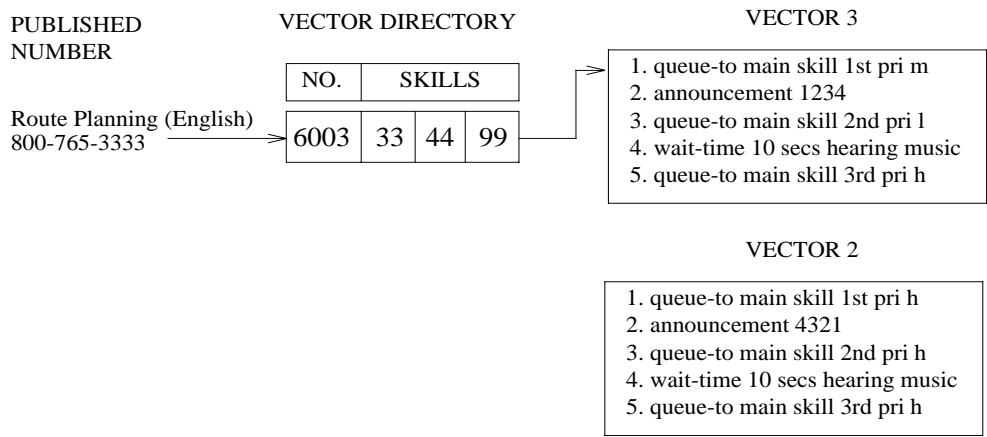 PUBLISHED
NUMBER
VECTOR DIRECTORY
NO. SKILLS
Route Planning (English)
800-765-3333
6003 33 44 99
VECTOR 3
1. queue-to main skill 1st pri m
2. announcement 1234
3. queue-to main skill 2nd pri l
4. wait-time 10 secs hearing music
5. queue-to main skill 3rd pri h
VECTOR 2
1. queue-to main skill 1st pri h
2. announcement 4321
3. queue-to main skill 2nd pri h
4. wait-time 10 secs hearing music
5. queue-to main skill 3rd pri h